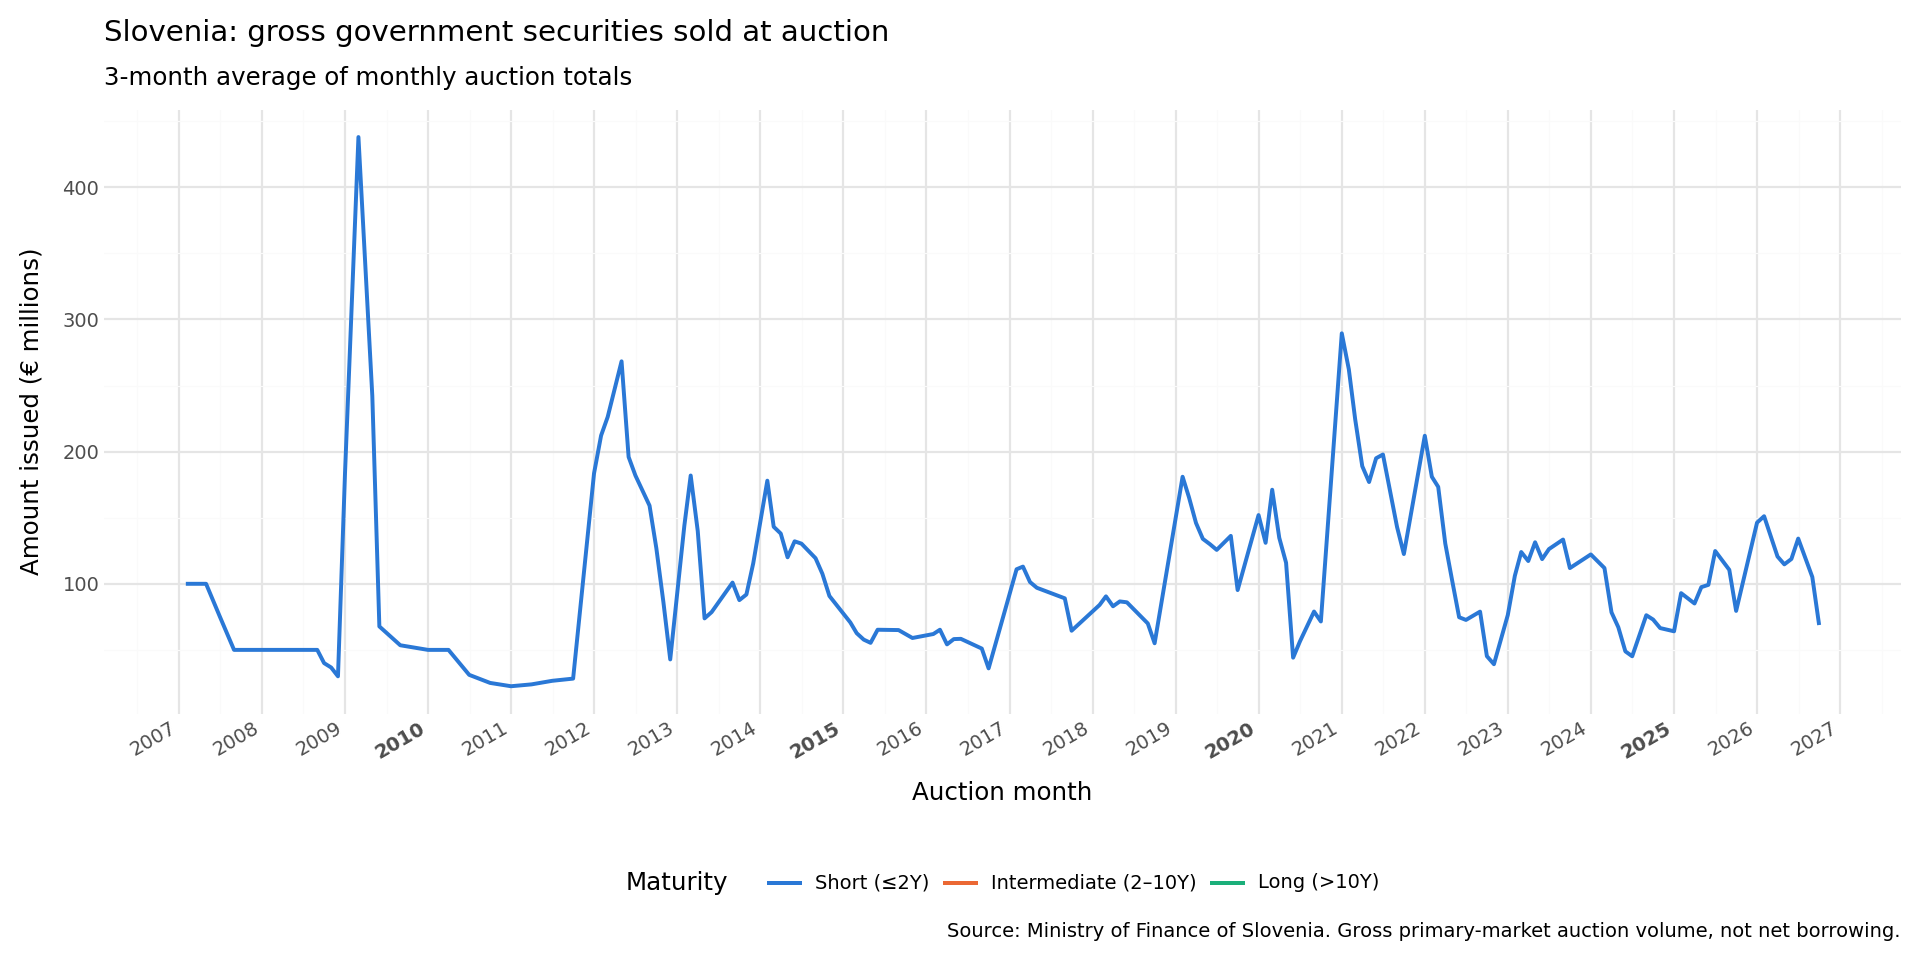 Slovenia: gross government securities sold at auction
3-month average of monthly auction totals
Amount issued (€ millions)
400
300
200
100
2007
2008
2009
2010
2011
2012
2013
2014
2015
2016
2017
2018
2019
2020
2021
2022
2023
2024
2025
2026
2027
Auction month
Maturity
Short (≤2Y)
Intermediate (2–10Y)
Long (>10Y)
Source: Ministry of Finance of Slovenia. Gross primary-market auction volume, not net borrowing.